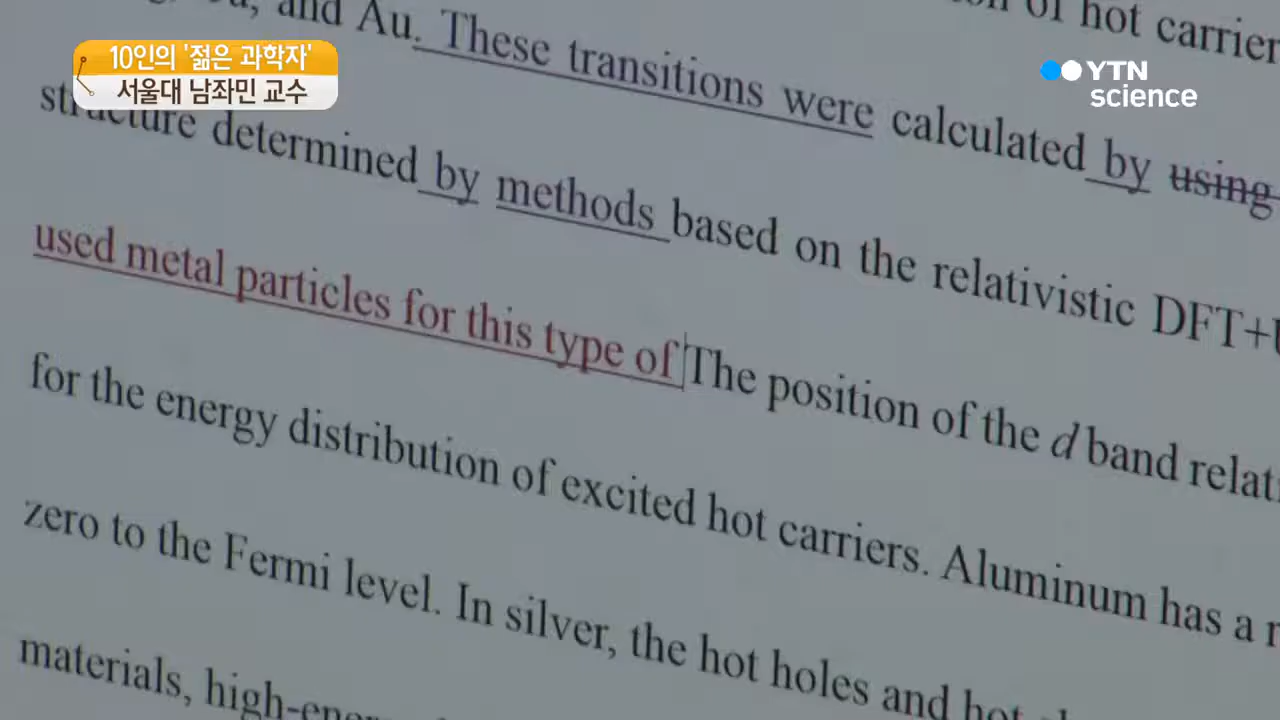 10인의 '젊은 과학자'
서울대 남좌민 교수
YTN
science
and Au. These transitions were calculated by using
of hot carrier
structure determined by methods based on the relativistic DFT+
used metal particles for this type of The position of the d band
for the energy distribution of excited hot carriers. Aluminum has a
zero to the Fermi level. In silver, the hot holes and
materials,